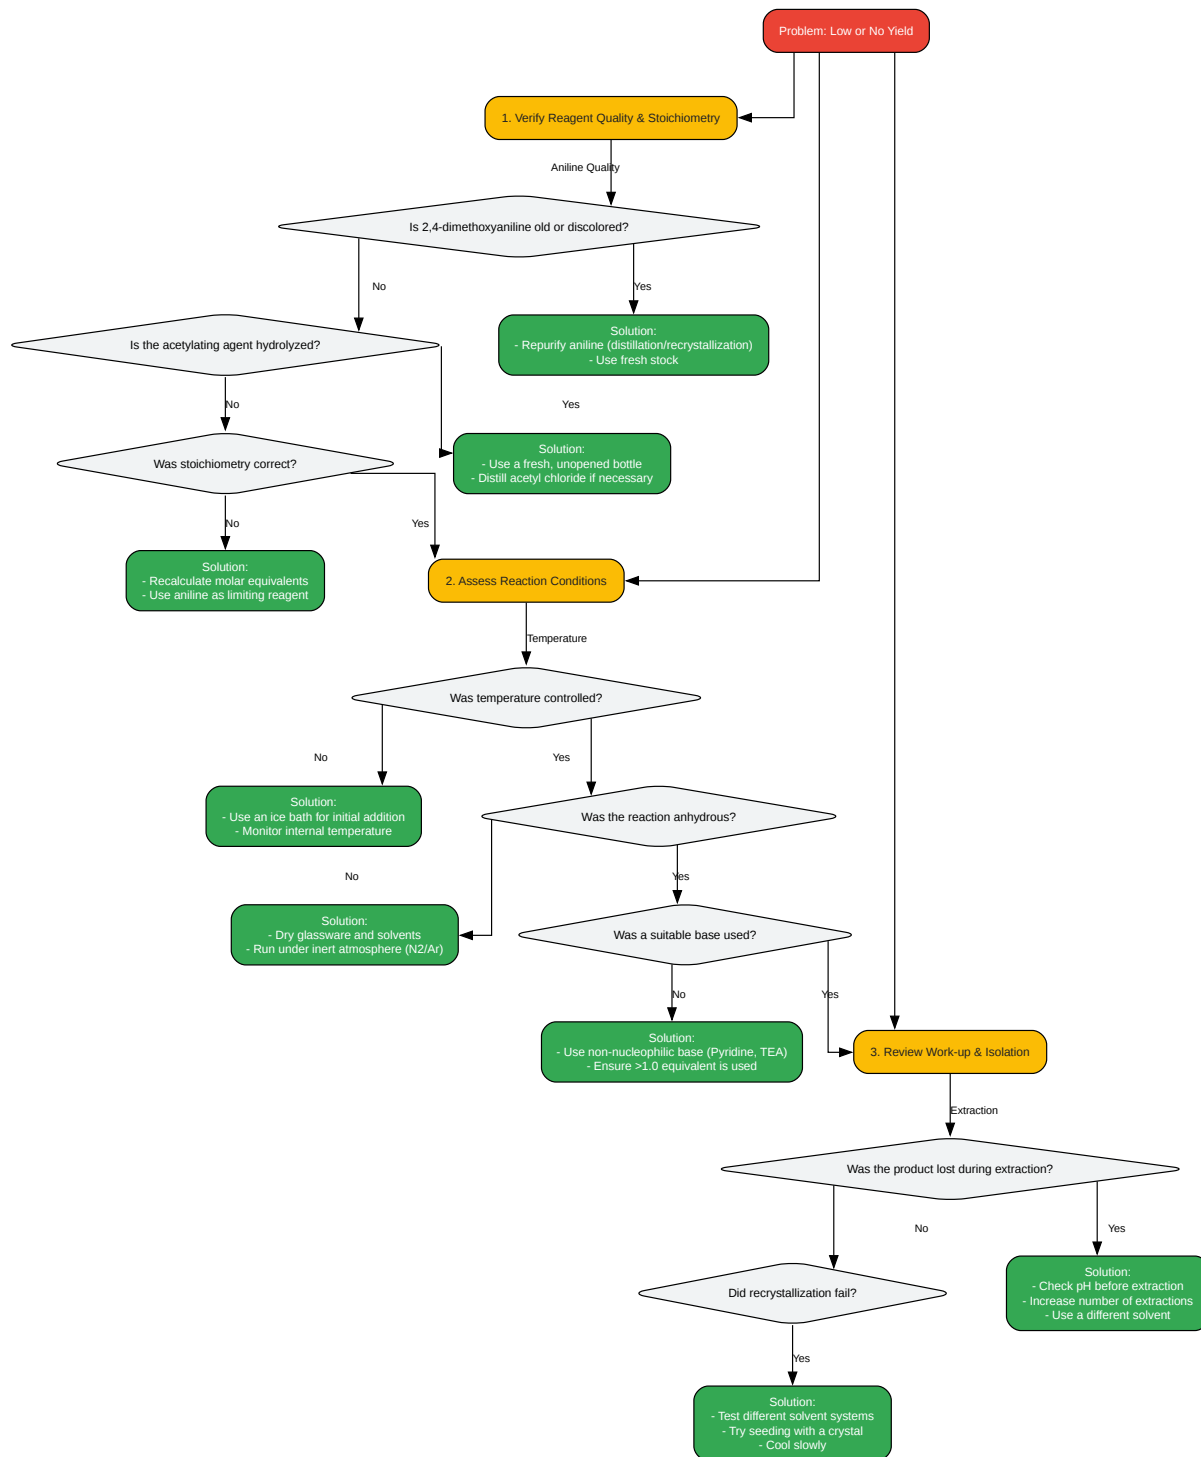 Problem: Low or No Yield
1. Verify Reagent Quality & Stoichiometry
Aniline Quality
Is 2,4-dimethoxyaniline old or discolored?
No
Yes
Solution:
- Repurify aniline (distillation/recrystallization)
- Use fresh stock
Is the acetylating agent hydrolyzed?
No
Yes
Solution:
- Use a fresh, unopened bottle
- Distill acetyl chloride if necessary
Was stoichiometry correct?
No
Yes
Solution:
- Recalculate molar equivalents
- Use aniline as limiting reagent
2. Assess Reaction Conditions
Temperature
Was temperature controlled?
No
Yes
Solution:
- Use an ice bath for initial addition
- Monitor internal temperature
Was the reaction anhydrous?
No
Yes
Solution:
- Dry glassware and solvents
- Run under inert atmosphere (N2/Ar)
Was a suitable base used?
No
Yes
Solution:
- Use non-nucleophilic base (Pyridine, TEA)
- Ensure >1.0 equivalent is used
3. Review Work-up & Isolation
Extraction
Was the product lost during extraction?
No
Yes
Solution:
- Check pH before extraction
- Increase number of extractions
- Use a different solvent
Did recrystallization fail?
Yes
Solution:
- Test different solvent systems
- Try seeding with a crystal
- Cool slowly